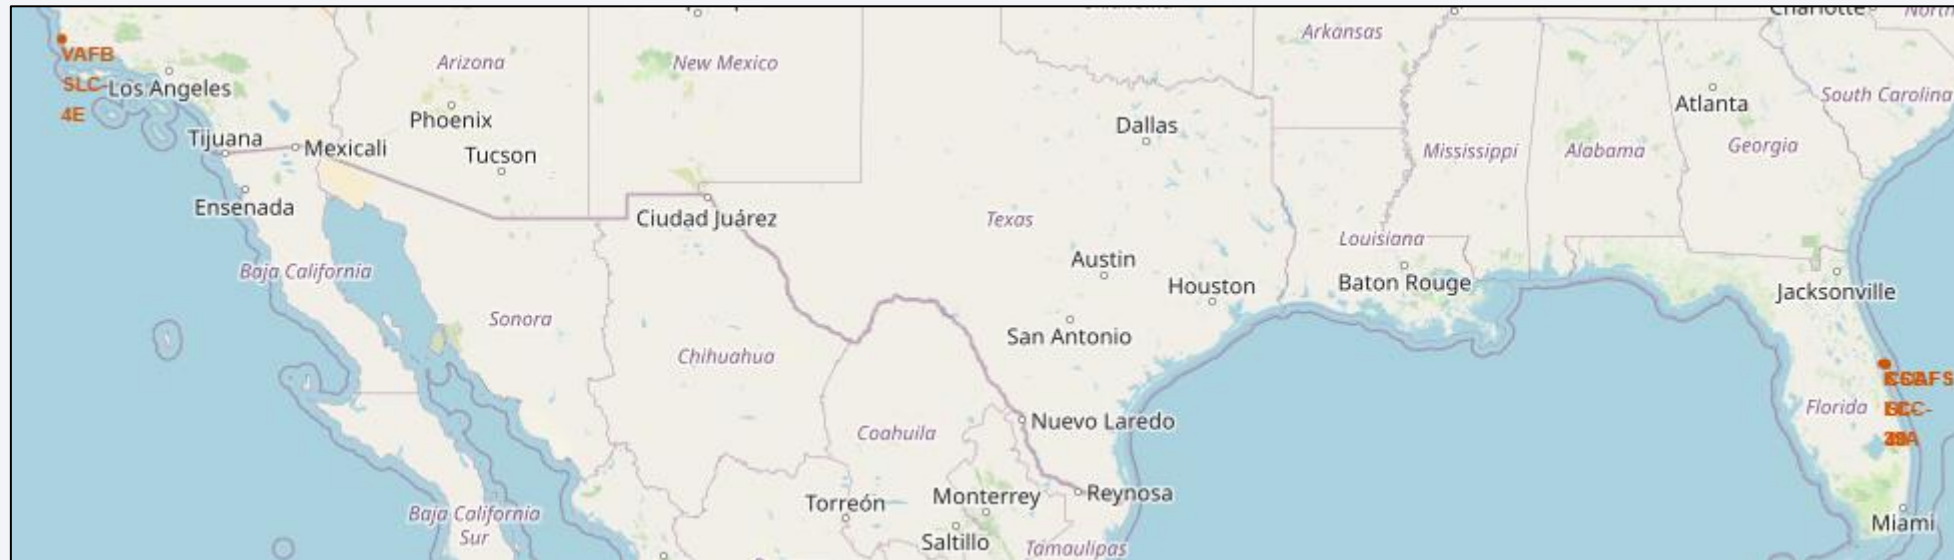 Charlotte
North
Arkansas
VAFB
SLC-
4E
Los Angeles
Arizona
New Mexico
Phoenix
Tucson
Dallas
Atlanta
South Carolina
Tijuana
Mexicali
Mississippi
Alabama
Georgia
Ensenada
Ciudad Juárez
Texas
Louisiana
Baja California
Austin
Houston
Baton Rouge
Jacksonville
Sonora
San Antonio
Chihuahua
Florida
Nuevo Laredo
Coahuila
Torreón
Monterrey
Reynosa
Baja California
Sur
Saltillo
Tamaulipas
Miami